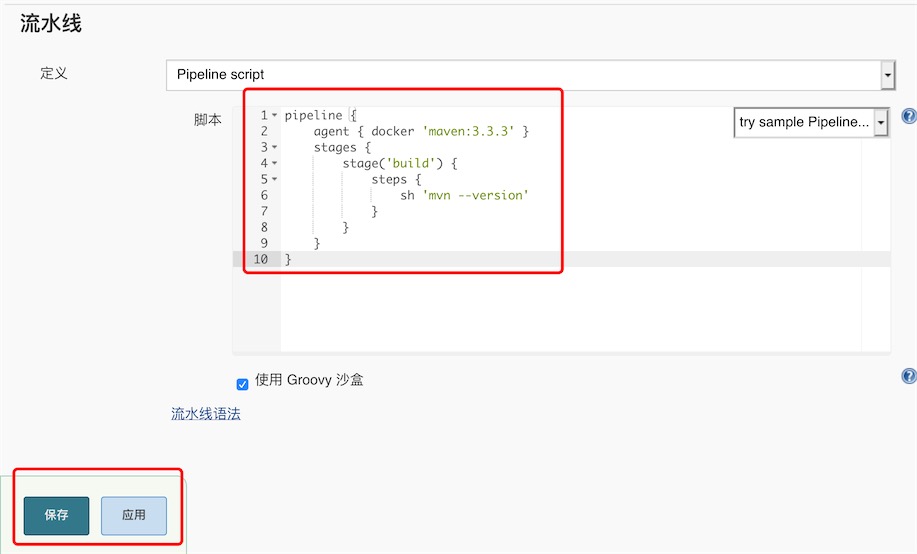 流水线
定义
Pipeline script
脚本
try sample Pipeline...
1 pipeline {
2     agent { docker 'maven:3.3.3' }
3     stages {
4         stage('build') {
5             steps {
6                 sh 'mvn --version'
7             }
8         }
9     }
10 }
使用 Groovy 沙盒
流水线语法
保存
应用